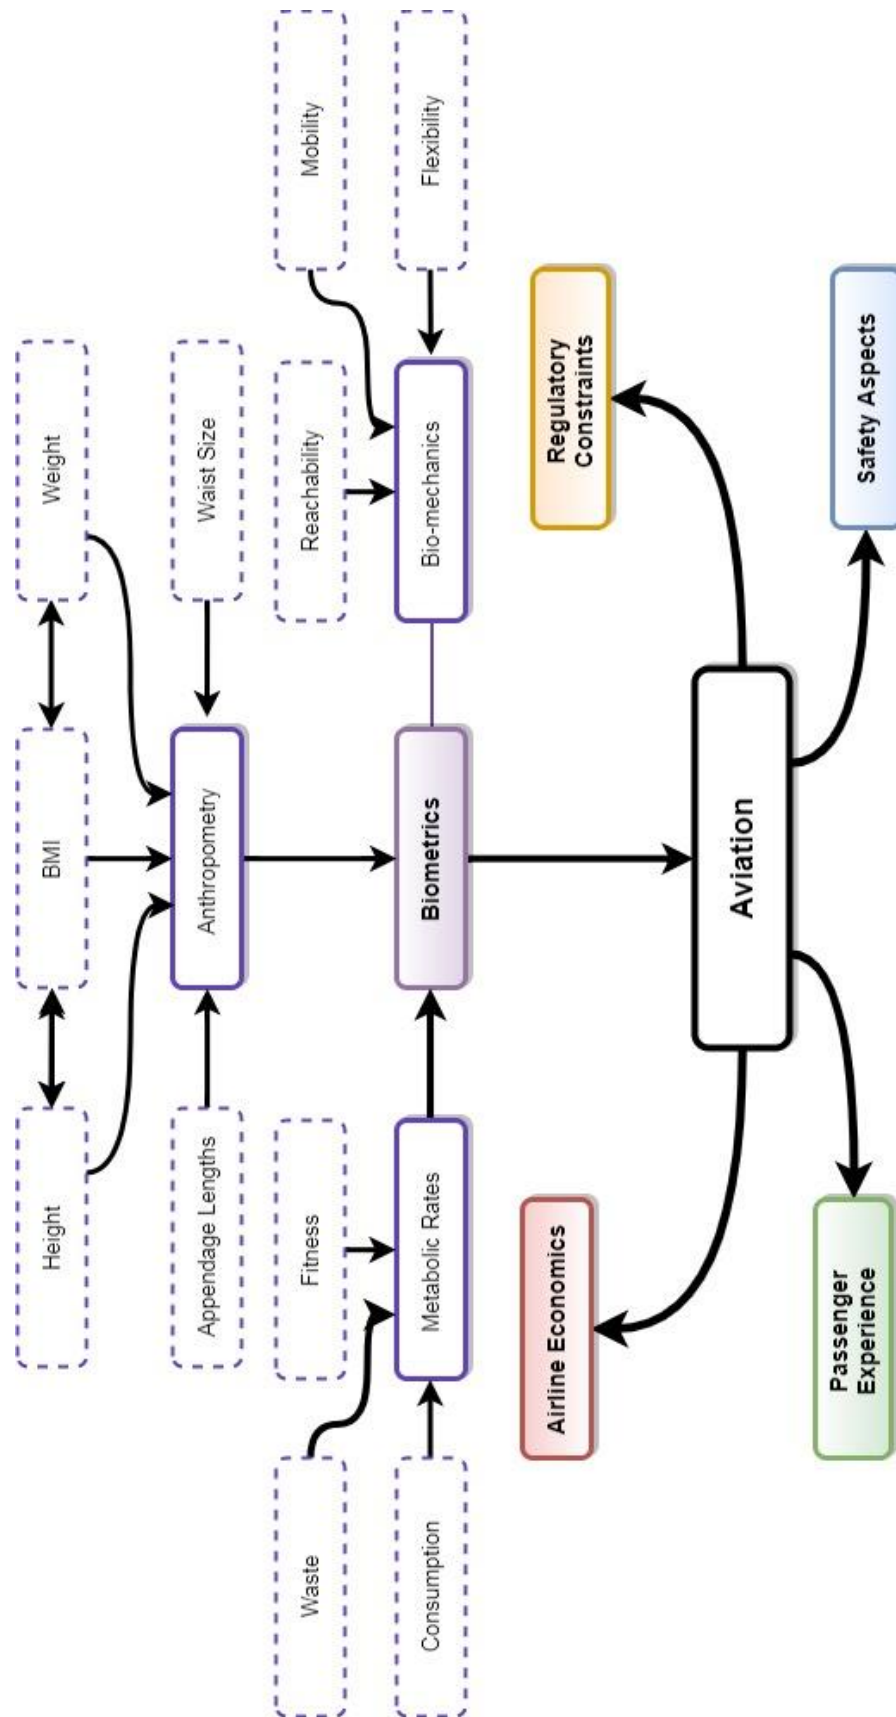 Height
BMI
Weight
Appendage Lengths
Anthropometry
Waist Size
Waste
Fitness
Reachability
Mobility
Consumption
Metabolic Rates
Biometrics
Bio-mechanics
Flexibility
Airline Economics
Regulatory
Constraints
Aviation
Passenger
Experience
Safety Aspects